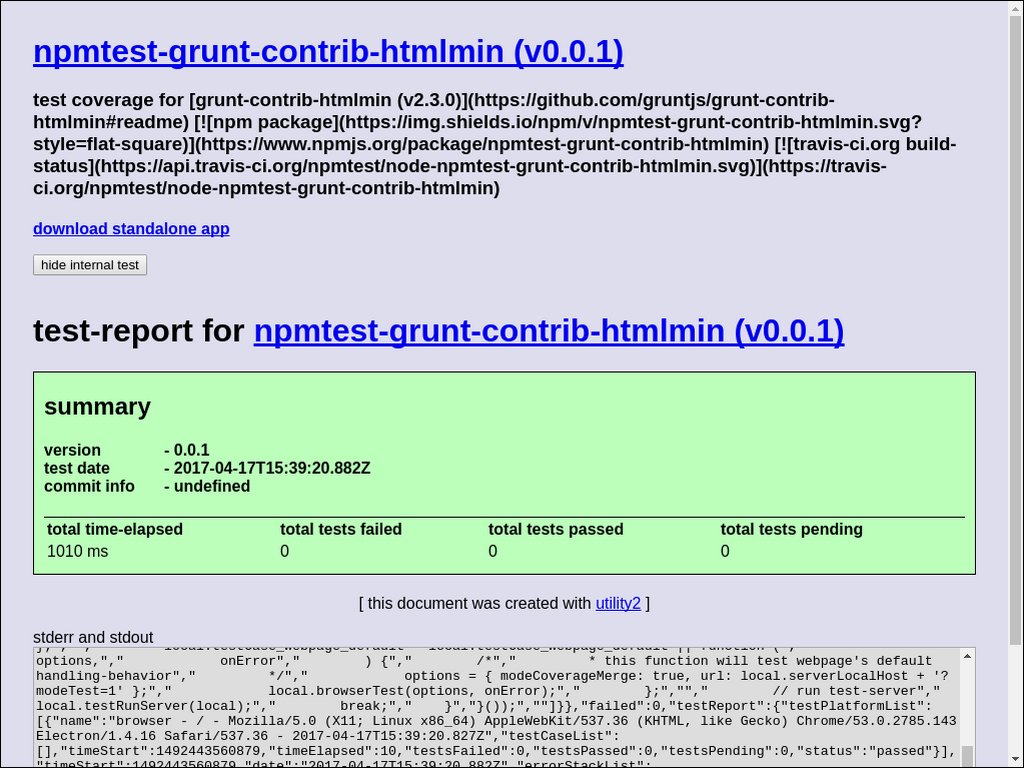 npmtest-grunt-contrib-htmlmin (v0.0.1)
test coverage for [grunt-contrib-htmlmin (v2.3.0)](https://github.com/gruntjs/grunt-contrib-
htmlmin#readme) [![npm package](https://img.shields.io/npm/v/npmtest-grunt-contrib-htmlmin.svg?
style=flat-square)](https://www.npmjs.org/package/npmtest-grunt-contrib-htmlmin) [![travis-ci.org build-
status](https://api.travis-ci.org/npmtest/node-npmtest-grunt-contrib-htmlmin.svg)](https://travis-
ci.org/npmtest/node-npmtest-grunt-contrib-htmlmin)
download standalone app
hide internal test
test-report for npmtest-grunt-contrib-htmlmin (v0.0.1)
summary
version - 0.0.1
test date - 2017-04-17T15:39:20.882Z
commit info - undefined
total time-elapsed total tests failed total tests passed total tests pending
1010 ms 0 0 0
[ this document was created with utility2 ]
stderr and stdout
options,"," onError"," ) {"," /*"," * this function will test webpage's default
handling-behavior"," */"," options = { modeCoverageMerge: true, url: local.serverLocalHost + '?
modeTest=1' };"," local.browserTest(options, onError);"," };",""," // run test-server","
local.testRunServer(local);"," break;"," }","}());",""]}},"failed":0,"testReport":{"testPlatformList":
[{"name":"browser - / - Mozilla/5.0 (X11; Linux x86_64) AppleWebKit/537.36 (KHTML, like Gecko) Chrome/53.0.2785.143
Electron/1.4.16 Safari/537.36 - 2017-04-17T15:39:20.827Z","testCaseList":
[],"timeStart":1492443560879,"timeElapsed":10,"testsFailed":0,"testsPassed":0,"testsPending":0,"status":"passed"}],
"timeStart":1492443560879,"date":"2017-04-17T15:39:20.882Z","errorStackList":